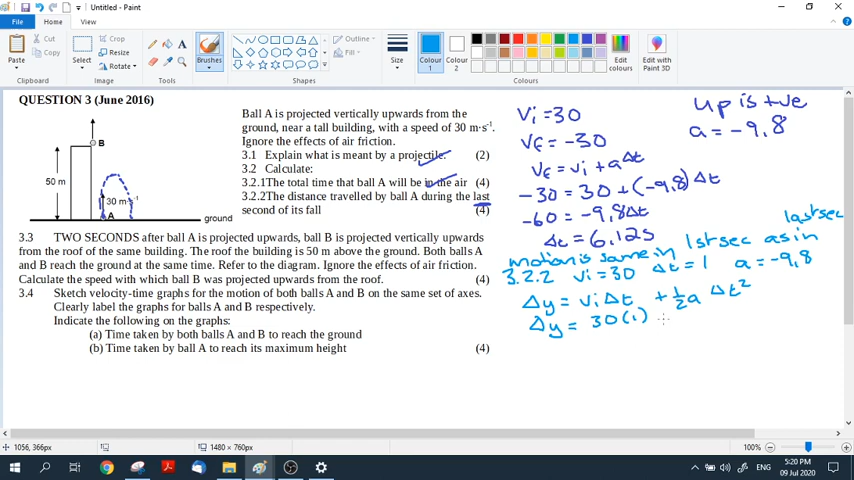 Untitled - Paint
File
Home
View
Paste
Cut
Copy
Clipboard
Select
Crop
Resize
Rotate
Image
Tools
Brushes
Shapes
Outline
Fill
Size
Colour 1
Colour 2
Edit colours
Edit with Paint 3D
Colours
QUESTION 3 (June 2016)
B
50 m
30 m·s-1
A
ground
Ball A is projected vertically upwards from the
ground, near a tall building, with a speed of 30 m·s-1.
Ignore the effects of air friction.
3.1 Explain what is meant by a projectile. (2)
3.2 Calculate:
3.2.1The total time that ball A will be in the air (4)
3.2.2The distance travelled by ball A during the last
second of its fall (4)
3.3 TWO SECONDS after ball A is projected upwards, ball B is projected vertically upwards
from the roof of the same building. The roof of the building is 50 m above the ground. Both balls
A and B reach the ground at the same time. Refer to the diagram. Ignore the effects of air friction.
Calculate the speed with which ball B was projected upwards from the roof. (4)
3.4 Sketch velocity-time graphs for the motion of both balls A and B on the same set of axes.
Clearly label the graphs for balls A and B respectively.
Indicate the following on the graphs:
(a) Time taken by both balls A and B to reach the ground
(b) Time taken by ball A to reach its maximum height (4)
Vi = 30
up is +ve
a = -9,8
Vf = -30
Vf = Vi + aΔt
-30 = 30 + (-9,8)Δt
-60 = -9,8Δt
Δt = 6,12s
last sec
motion is same in 1st sec as in
3.2.2 Vi = 30 Δt = 1 a = -9,8
Δy = ViΔt + 1/2 a Δt²
Δy = 30(1)
1056, 366px
1480 × 760px
100%
ENG
5:20 PM
09 Jul 2020